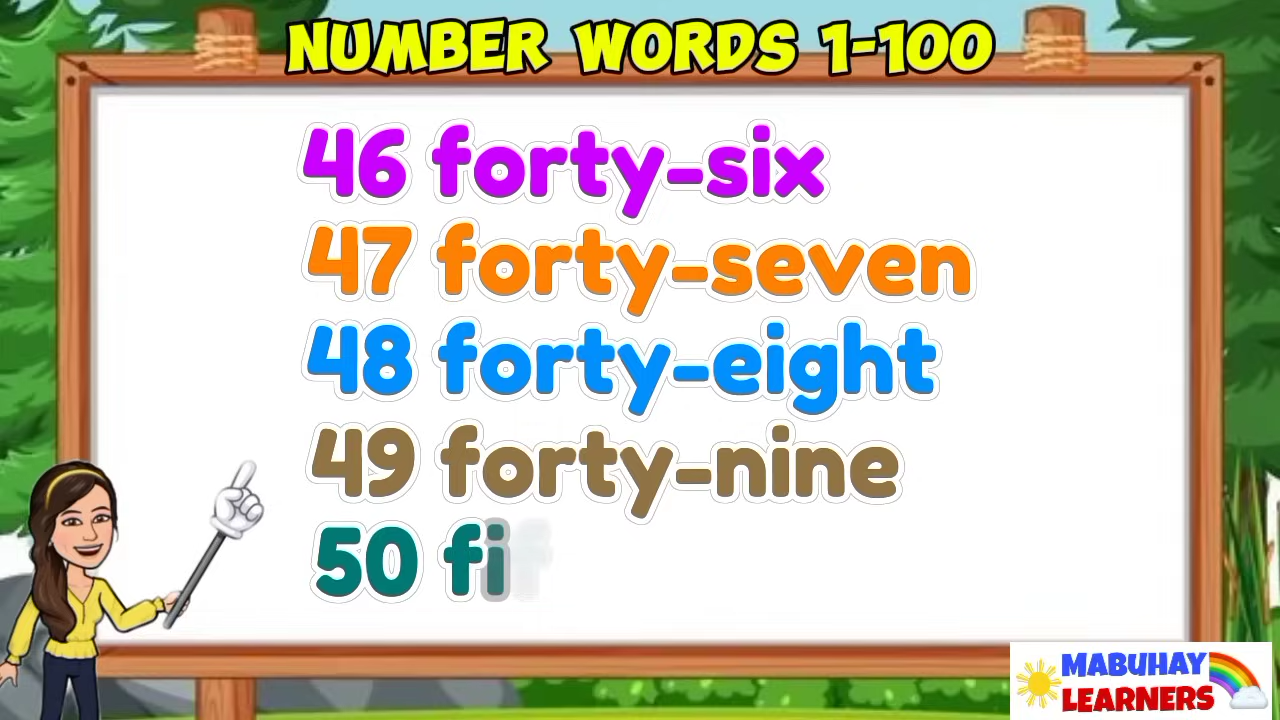 NUMBER WORDS 1-100
46 forty-six
47 forty-seven
48 forty-eight
49 forty-nine
50 fi
MABUHAY
LEARNERS